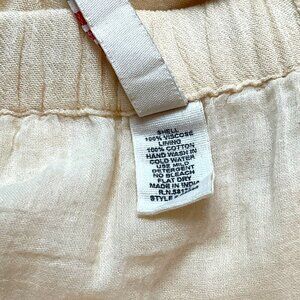 SHELL
100% VISCOSE
LINING
100% COTTON
HAND WASH IN
COLD WATER
USE MILD
DETERGENT
NO BLEACH
FLAT DRY
MADE IN INDIA
R.N.
STYLE